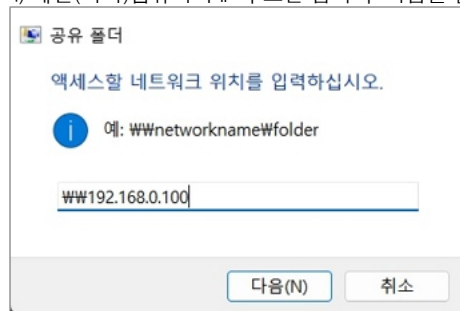 공유 폴더
액세스할 네트워크 위치를 입력하십시오.
예: ₩₩networkname₩folder
₩₩192.168.0.100
다음(N) 취소